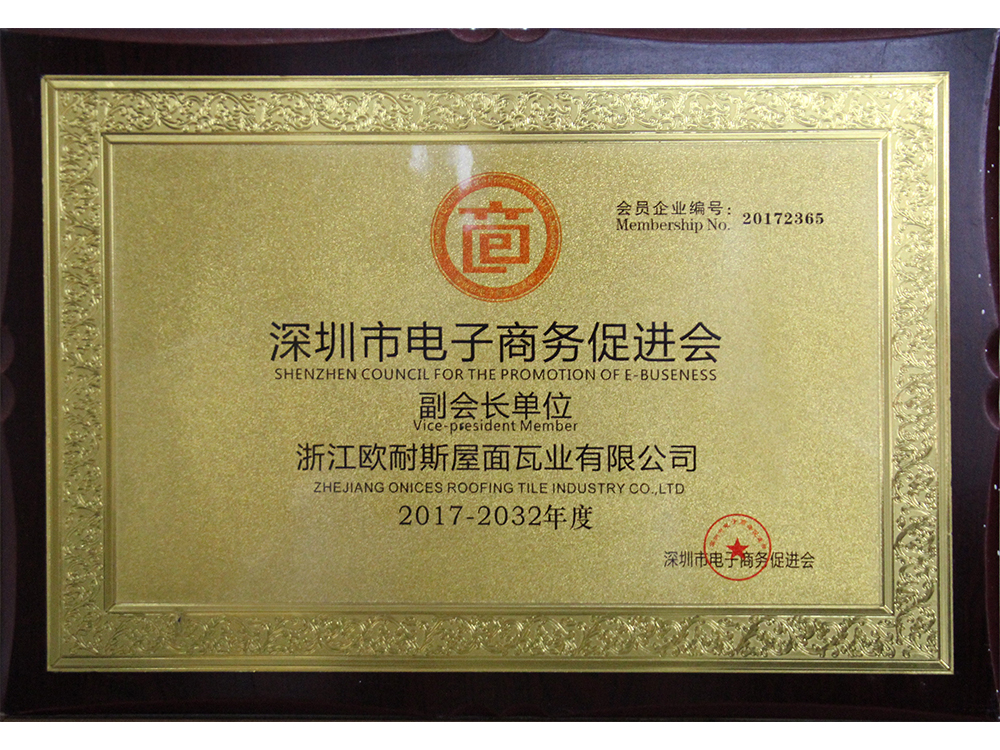 会员企业编号:
Membership No. 20172365
深圳市电子商务促进会
SHENZHEN COUNCIL FOR THE PROMOTION OF E-BUSENESS
副会长单位
Vice-president Member
浙江欧耐斯屋面瓦业有限公司
ZHEJIANG ONICES ROOFING TILE INDUSTRY CO.,LTD
2017-2032年度
深圳市电子商务促进会